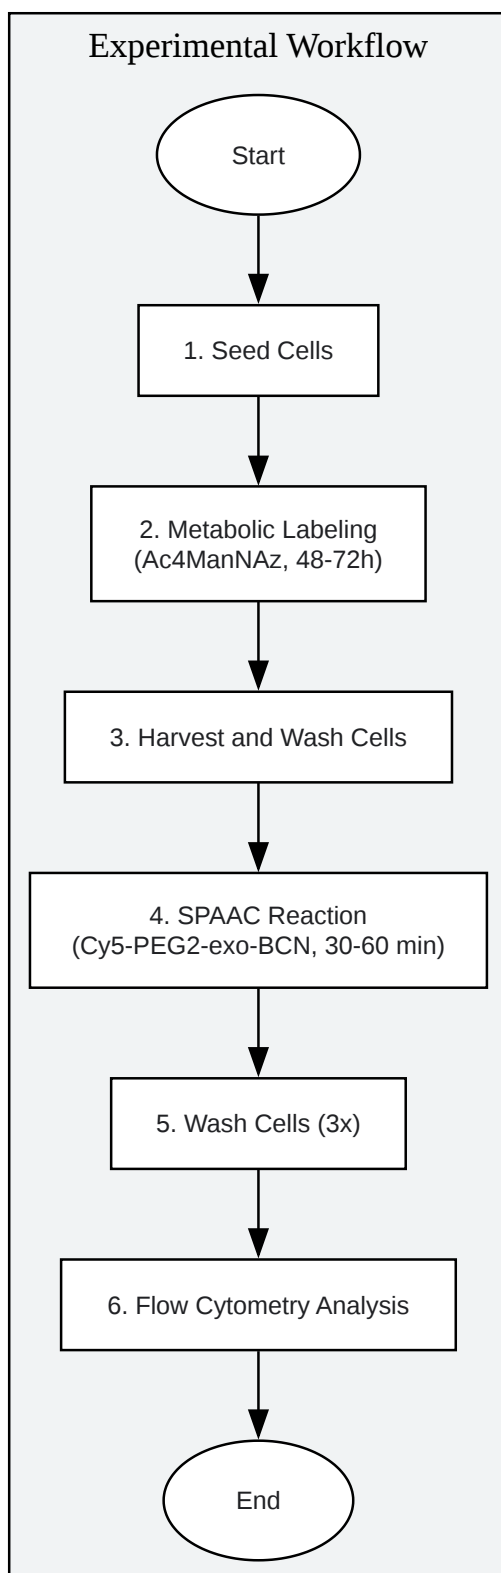 Experimental Workflow
Start
1. Seed Cells
2. Metabolic Labeling
(Ac4ManNAz, 48-72h)
3. Harvest and Wash Cells
4. SPAAC Reaction
(Cy5-PEG2-exo-BCN, 30-60 min)
5. Wash Cells (3x)
6. Flow Cytometry Analysis
End